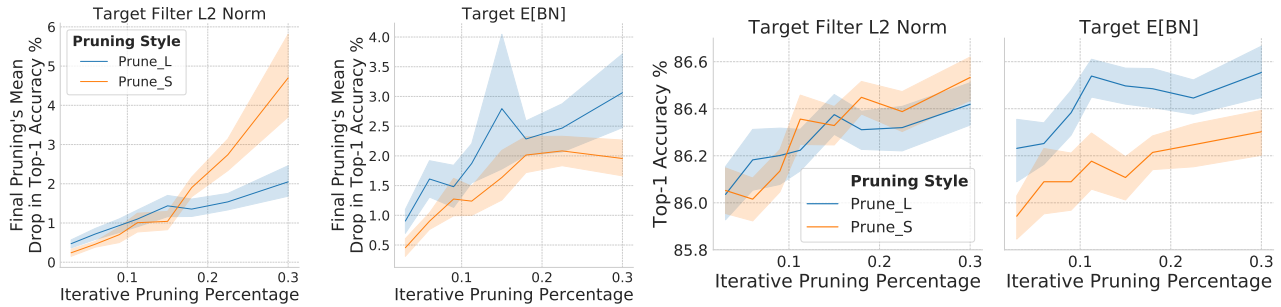 Target Filter L2 Norm
Final Pruning's Mean
Drop in Top-1 Accuracy %
6
5
4
3
2
1
0
Pruning Style
Prune_L
Prune_S
0.1
0.2
0.3
Iterative Pruning Percentage
Target E[BN]
Final Pruning's Mean
Drop in Top-1 Accuracy %
4.0
3.5
3.0
2.5
2.0
1.5
1.0
0.5
0.1
0.2
0.3
Iterative Pruning Percentage
Target Filter L2 Norm
Top-1 Accuracy %
86.6
86.4
86.2
86.0
85.8
Pruning Style
Prune_L
Prune_S
0.1
0.2
0.3
Iterative Pruning Percentage
Target E[BN]
0.1
0.2
0.3
Iterative Pruning Percentage